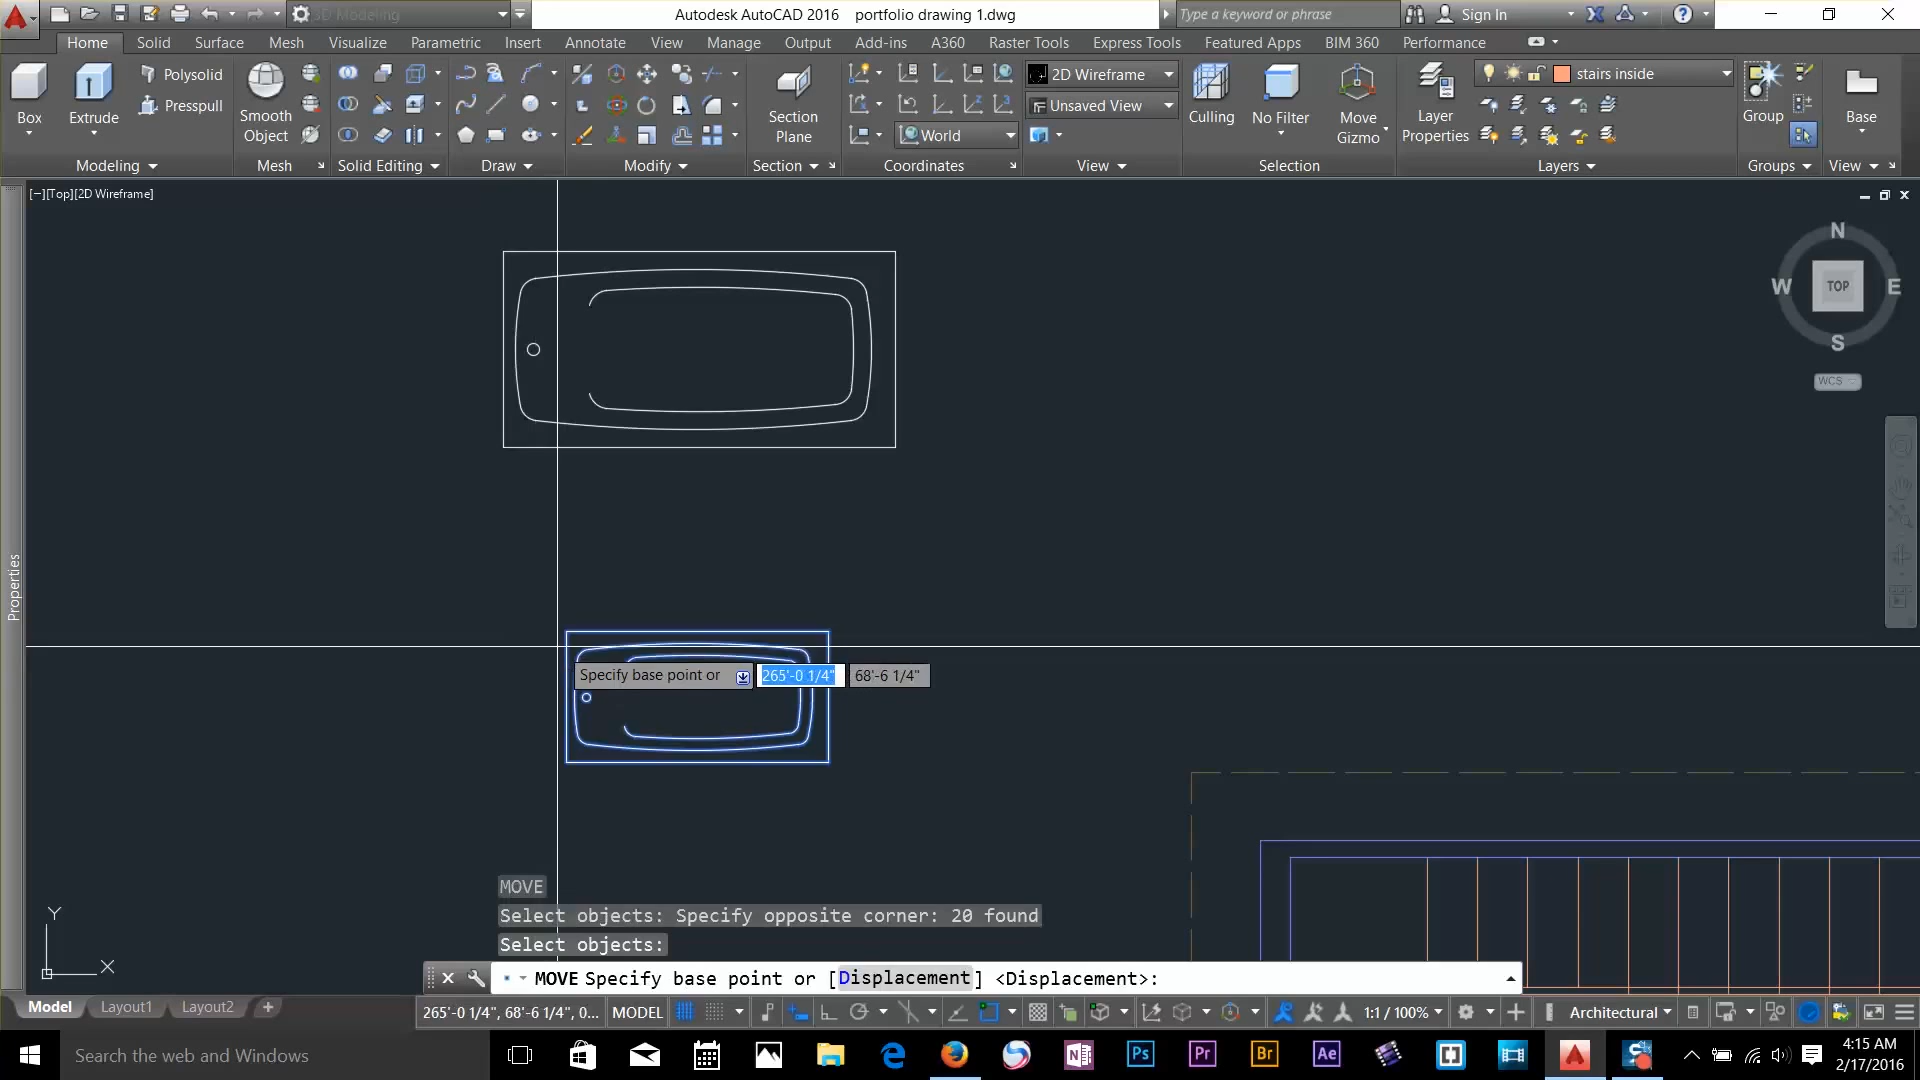 3D Modeling
Autodesk AutoCAD 2016 portfolio drawing 1.dwg
Type a keyword or phrase
Sign In
Home Solid Surface Mesh Visualize Parametric Insert Annotate View Manage Output Add-ins A360 Raster Tools Express Tools Featured Apps BIM 360 Performance
Box
Extrude
Polysolid
Presspull
Smooth
Object
Section
Plane
World
2D Wireframe
Unsaved View
Culling
No Filter
Move
Gizmo
Layer
Properties
stairs inside
Group
Base
Modeling Mesh Solid Editing Draw Modify Section Coordinates View Selection Layers Groups View
[−][Top][2D Wireframe]
N
W TOP E
S
WCS
Properties
Specify base point or 265'-0 1/4" 68'-6 1/4"
Y
X
MOVE
Select objects: Specify opposite corner: 20 found
Select objects:
MOVE Specify base point or [Displacement] <Displacement>:
Model Layout1 Layout2 +
265'-0 1/4", 68'-6 1/4", 0... MODEL 1:1 / 100% Architectural
Search the web and Windows
N
Ps Pr Br Ae
4:15 AM
2/17/2016